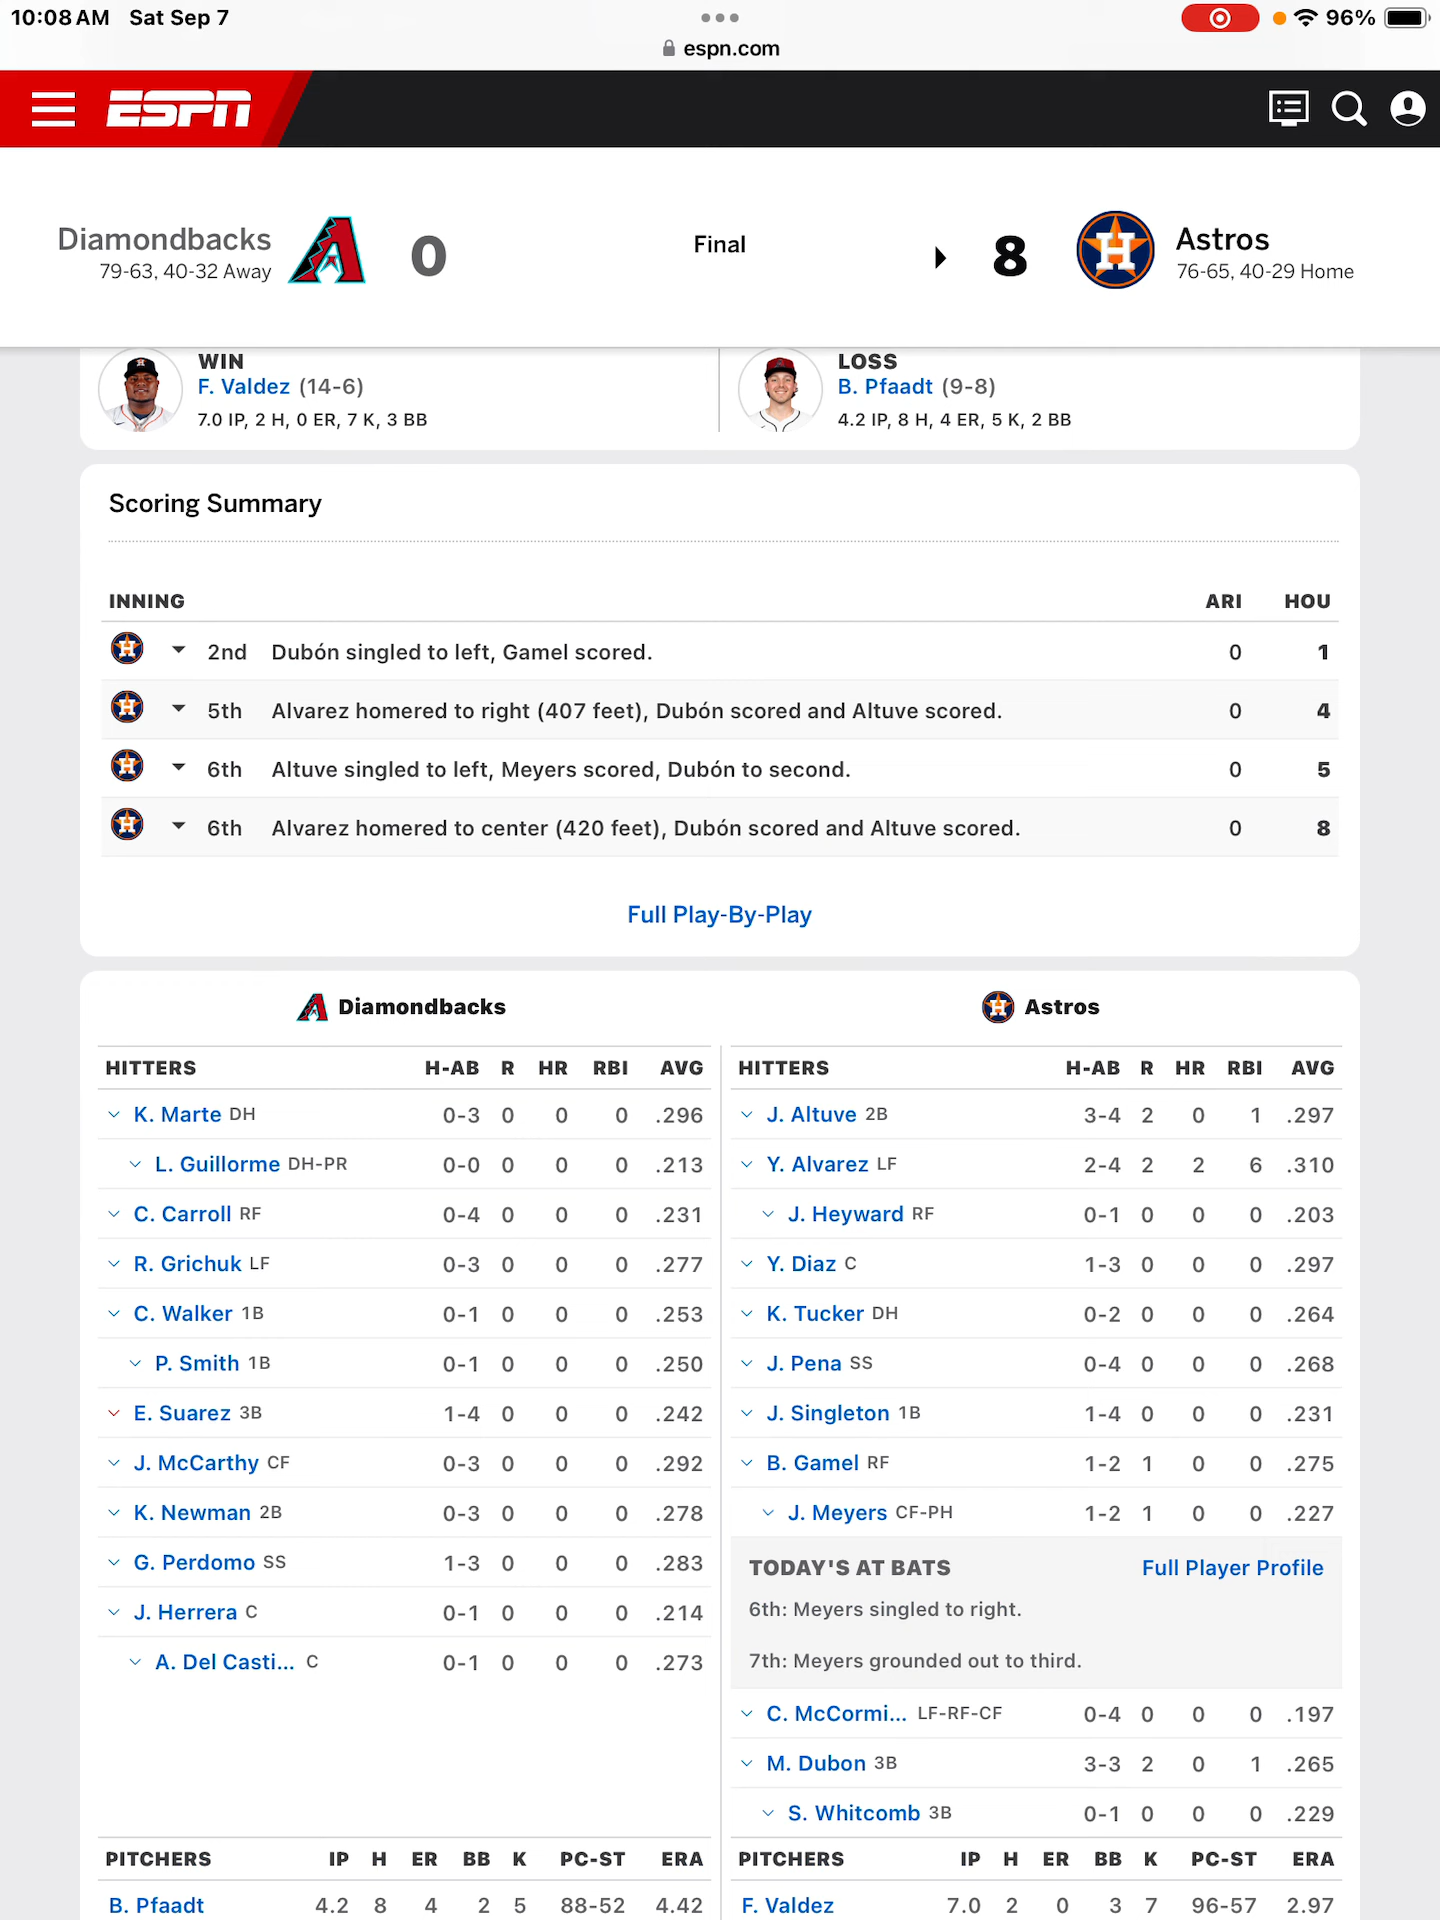 10:08 AM Sat Sep 7
96%
espn.com
ESPN
Diamondbacks
79-63, 40-32 Away
0
Final
8
Astros
76-65, 40-29 Home
WIN
F. Valdez (14-6)
7.0 IP, 2 H, 0 ER, 7 K, 3 BB
LOSS
B. Pfaadt (9-8)
4.2 IP, 8 H, 4 ER, 5 K, 2 BB
Scoring Summary
INNING ARI HOU
2nd Dubón singled to left, Gamel scored. 0 1
5th Alvarez homered to right (407 feet), Dubón scored and Altuve scored. 0 4
6th Altuve singled to left, Meyers scored, Dubón to second. 0 5
6th Alvarez homered to center (420 feet), Dubón scored and Altuve scored. 0 8
Full Play-By-Play
Diamondbacks
HITTERS H-AB R HR RBI AVG
K. Marte DH 0-3 0 0 0 .296
L. Guillorme DH-PR 0-0 0 0 0 .213
C. Carroll RF 0-4 0 0 0 .231
R. Grichuk LF 0-3 0 0 0 .277
C. Walker 1B 0-1 0 0 0 .253
P. Smith 1B 0-1 0 0 0 .250
E. Suarez 3B 1-4 0 0 0 .242
J. McCarthy CF 0-3 0 0 0 .292
K. Newman 2B 0-3 0 0 0 .278
G. Perdomo SS 1-3 0 0 0 .283
J. Herrera C 0-1 0 0 0 .214
A. Del Casti... C 0-1 0 0 0 .273
PITCHERS IP H ER BB K PC-ST ERA
B. Pfaadt 4.2 8 4 2 5 88-52 4.42
Astros
HITTERS H-AB R HR RBI AVG
J. Altuve 2B 3-4 2 0 1 .297
Y. Alvarez LF 2-4 2 2 6 .310
J. Heyward RF 0-1 0 0 0 .203
Y. Diaz C 1-3 0 0 0 .297
K. Tucker DH 0-2 0 0 0 .264
J. Pena SS 0-4 0 0 0 .268
J. Singleton 1B 1-4 0 0 0 .231
B. Gamel RF 1-2 1 0 0 .275
J. Meyers CF-PH 1-2 1 0 0 .227
TODAY'S AT BATS Full Player Profile
6th: Meyers singled to right.
7th: Meyers grounded out to third.
C. McCormi... LF-RF-CF 0-4 0 0 0 .197
M. Dubon 3B 3-3 2 0 1 .265
S. Whitcomb 3B 0-1 0 0 0 .229
PITCHERS IP H ER BB K PC-ST ERA
F. Valdez 7.0 2 0 3 7 96-57 2.97